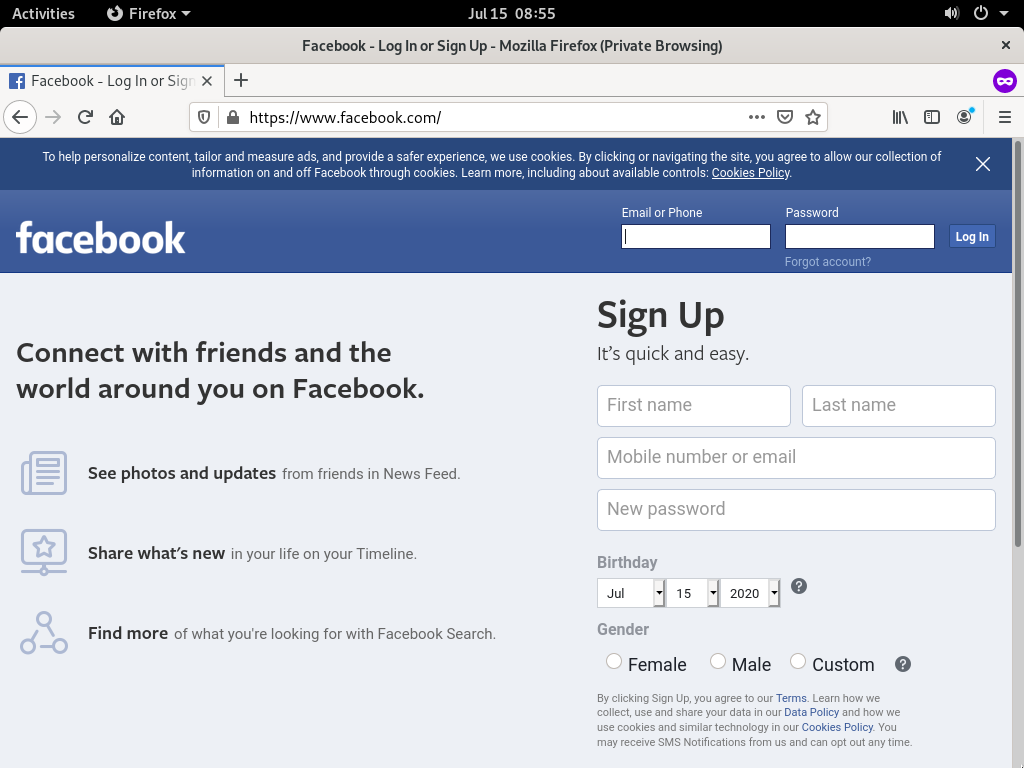 Activities Firefox Jul 15 08:55
Facebook - Log In or Sign Up - Mozilla Firefox (Private Browsing)
Facebook - Log In or Sign
https://www.facebook.com/
To help personalize content, tailor and measure ads, and provide a safer experience, we use cookies. By clicking or navigating the site, you agree to allow our collection of
information on and off Facebook through cookies. Learn more, including about available controls: Cookies Policy.
facebook
Email or Phone Password
Log In
Forgot account?
Connect with friends and the
world around you on Facebook.
See photos and updates from friends in News Feed.
Share what's new in your life on your Timeline.
Find more of what you're looking for with Facebook Search.
Sign Up
It's quick and easy.
First name Last name
Mobile number or email
New password
Birthday
Jul 15 2020 ?
Gender
Female Male Custom ?
By clicking Sign Up, you agree to our Terms. Learn how we
collect, use and share your data in our Data Policy and how we
use cookies and similar technology in our Cookies Policy. You
may receive SMS Notifications from us and can opt out any time.